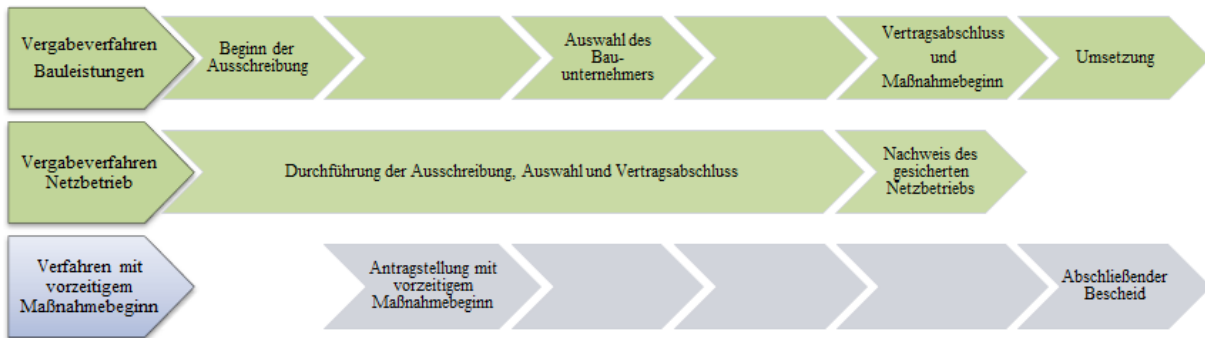 Vergabeverfahren
Bauleistungen
Beginn der
Ausschreibung
Auswahl des
Bau-
unternehmers
Vertragsabschluss
und
Maßnahmebeginn
Umsetzung
Vergabeverfahren
Netzbetrieb
Durchführung der Ausschreibung, Auswahl und Vertragsabschluss
Nachweis des
gesicherten
Netzbetriebs
Verfahren mit
vorzeitigem
Maßnahmebeginn
Antragstellung mit
vorzeitigem
Maßnahmebeginn
Abschließender
Bescheid